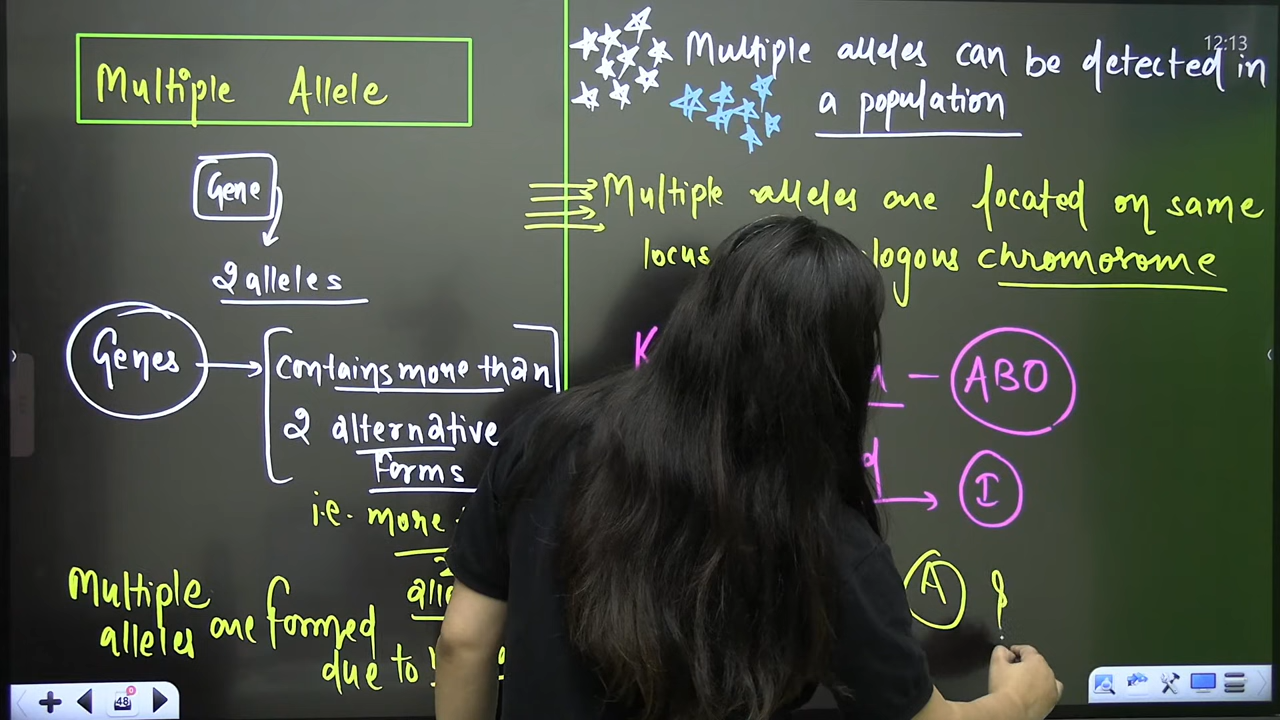 Multiple Allele
Gene
2 alleles
Genes
contains more than
2 alternative
forms
i.e. more
Multiple
alleles are formed
due to
12:13
Multiple alleles can be detected in
a population
Multiple alleles are located on same
locus chromosome
- ABO
I
A
48
0